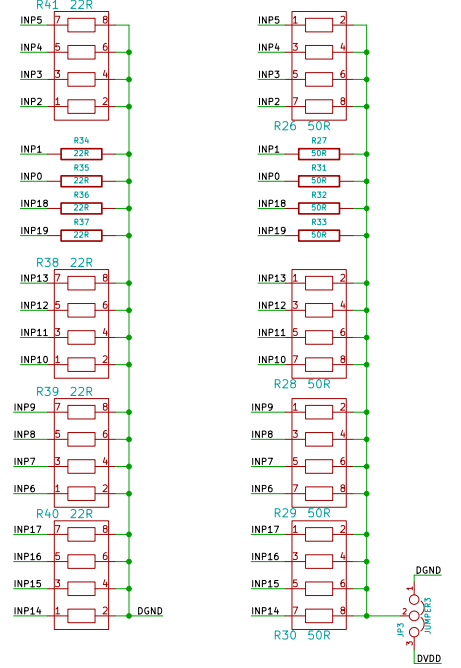 R41 22R
INP5 7 8
INP4 5 6
INP3 3 4
INP2 1 2
R34
INP1 22R
R35
INP0 22R
R36
INP18 22R
R37
INP19 22R
R38 22R
INP13 7 8
INP12 5 6
INP11 3 4
INP10 1 2
R39 22R
INP9 7 8
INP8 5 6
INP7 3 4
INP6 1 2
R40 22R
INP17 7 8
INP16 5 6
INP15 3 4
INP14 1 2 DGND
INP5 1 2
INP4 3 4
INP3 5 6
INP2 7 8
R26 50R
R27
INP1 50R
R31
INP0 50R
R32
INP18 50R
R33
INP19 50R
INP13 1 2
INP12 3 4
INP11 5 6
INP10 7 8
R28 50R
INP9 1 2
INP8 3 4
INP7 5 6
INP6 7 8
R29 50R
INP17 1 2
INP16 3 4
INP15 5 6
INP14 7 8
R30 50R
DGND
1
2
3
JP3
JUMPER3
DVDD